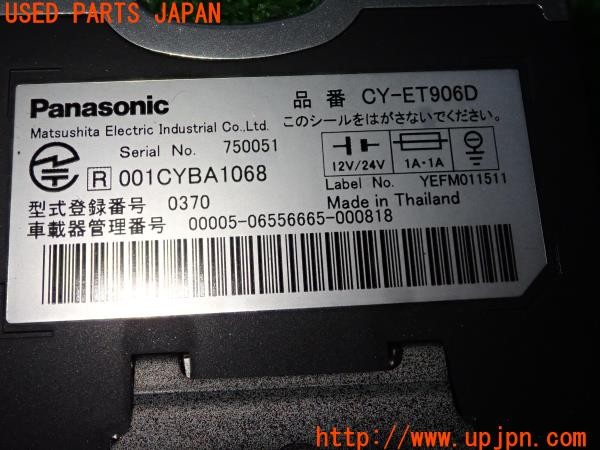 USED PARTS JAPAN
Panasonic
品番 CY-ET906D
Matsushita Electric Industrial Co.,Ltd.
このシールをはがさないでください。
Serial No. 750051
R 001CYBA1068
12V/24V 1A-1A
Label No. YEFM011511
型式登録番号 0370
Made in Thailand
車載器管理番号 00005-06556665-000818
(U)Parts
https://www.upjpn.com